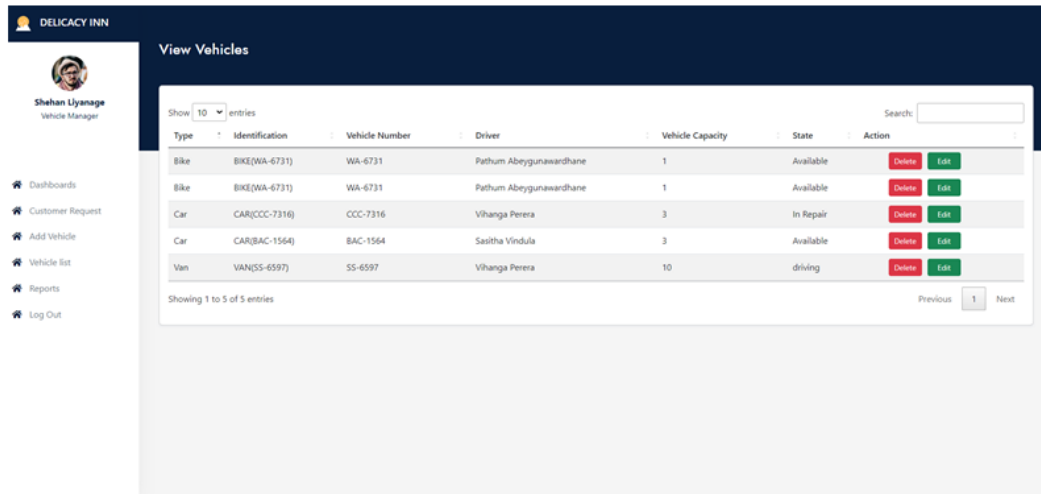 DELICACY INN
Shehan Liyanage
Vehicle Manager
Dashboards
Customer Request
Add Vehicle
Vehicle list
Reports
Log Out
View Vehicles
Show 10 entries
Search:
Type Identification Vehicle Number Driver Vehicle Capacity State Action
Bike BIKE(WA-6731) WA-6731 Pathum Abeygunawardhane 1 Available Delete Edit
Bike BIKE(WA-6731) WA-6731 Pathum Abeygunawardhane 1 Available Delete Edit
Car CAR(CCC-7316) CCC-7316 Vihanga Perera 3 In Repair Delete Edit
Car CAR(BAC-1564) BAC-1564 Sasitha Vindula 3 Available Delete Edit
Van VAN(SS-6597) SS-6597 Vihanga Perera 10 driving Delete Edit
Showing 1 to 5 of 5 entries
Previous 1 Next